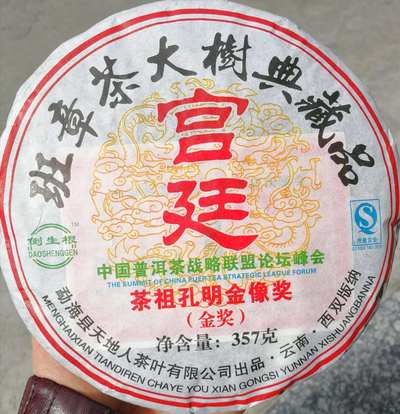 班章茶大樹典藏品
宫廷
倒生根
TM
DAOSHENGGEN
中国普洱茶战略联盟论坛峰会
THE SUMMIT OF CHINA PUER TEA STRATEGIC LEAGUE FORUM
茶祖孔明金像奖
（金奖）
净含量：357克
勐海县天地人茶叶有限公司出品·云南·西双版纳
MENGHAIXIAN TIANDIREN CHAYE YOU XIAN GONGSI YUNNAN XISHUANGBANNA